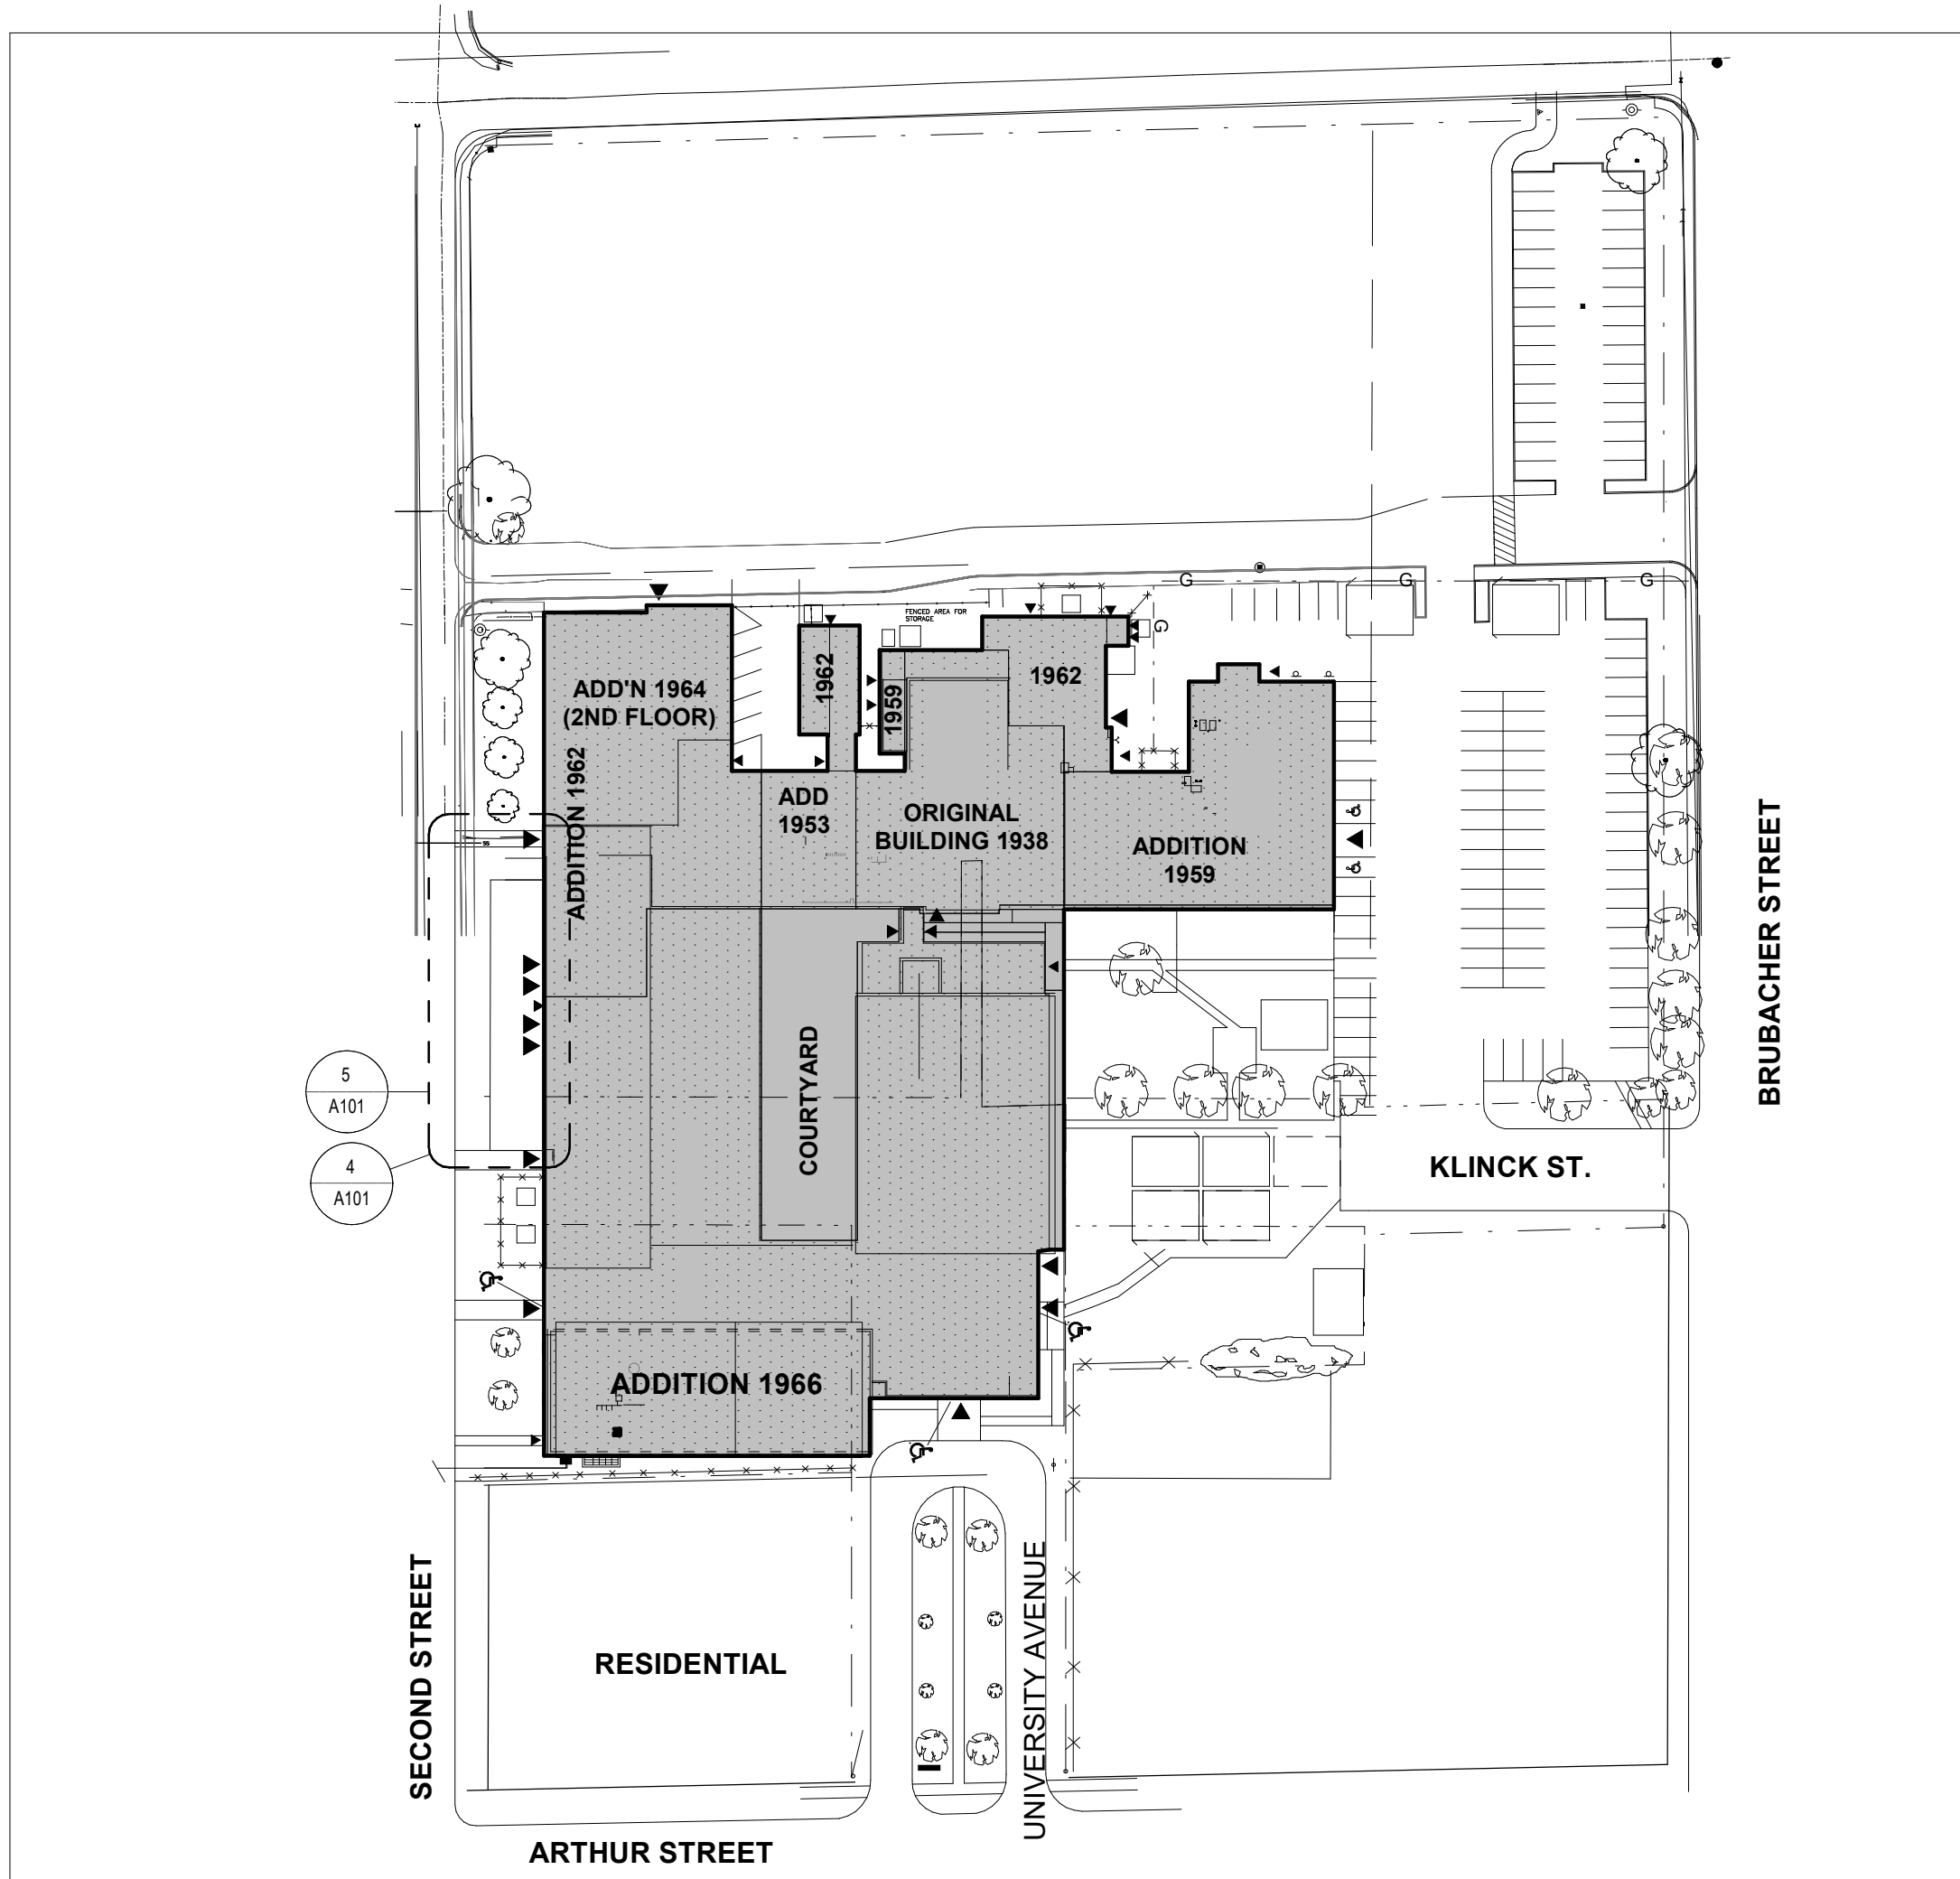 G
G
G
FENCED AREA FOR
STORAGE
G
ADD'N 1964
(2ND FLOOR)
1962
1959
1962
ADDITION 1962
ADD
1953
ORIGINAL
BUILDING 1938
ADDITION
1959
BRUBACHER STREET
COURTYARD
5
A101
4
A101
KLINCK ST.
ADDITION 1966
SECOND STREET
RESIDENTIAL
UNIVERSITY AVENUE
ARTHUR STREET